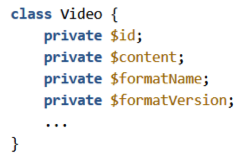 class Video {
    private $id;
    private $content;
    private $formatName;
    private $formatVersion;
    ...
}